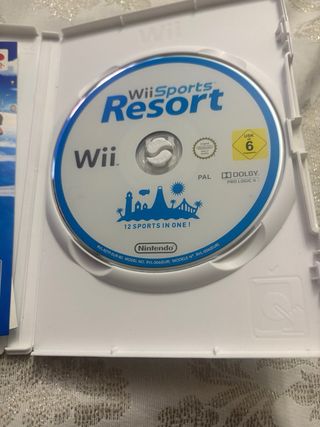 Wii Sports
Resort
Wii
USK
6
PAL
DOLBY
PRO LOGIC II
12 SPORTS IN ONE!
Nintendo